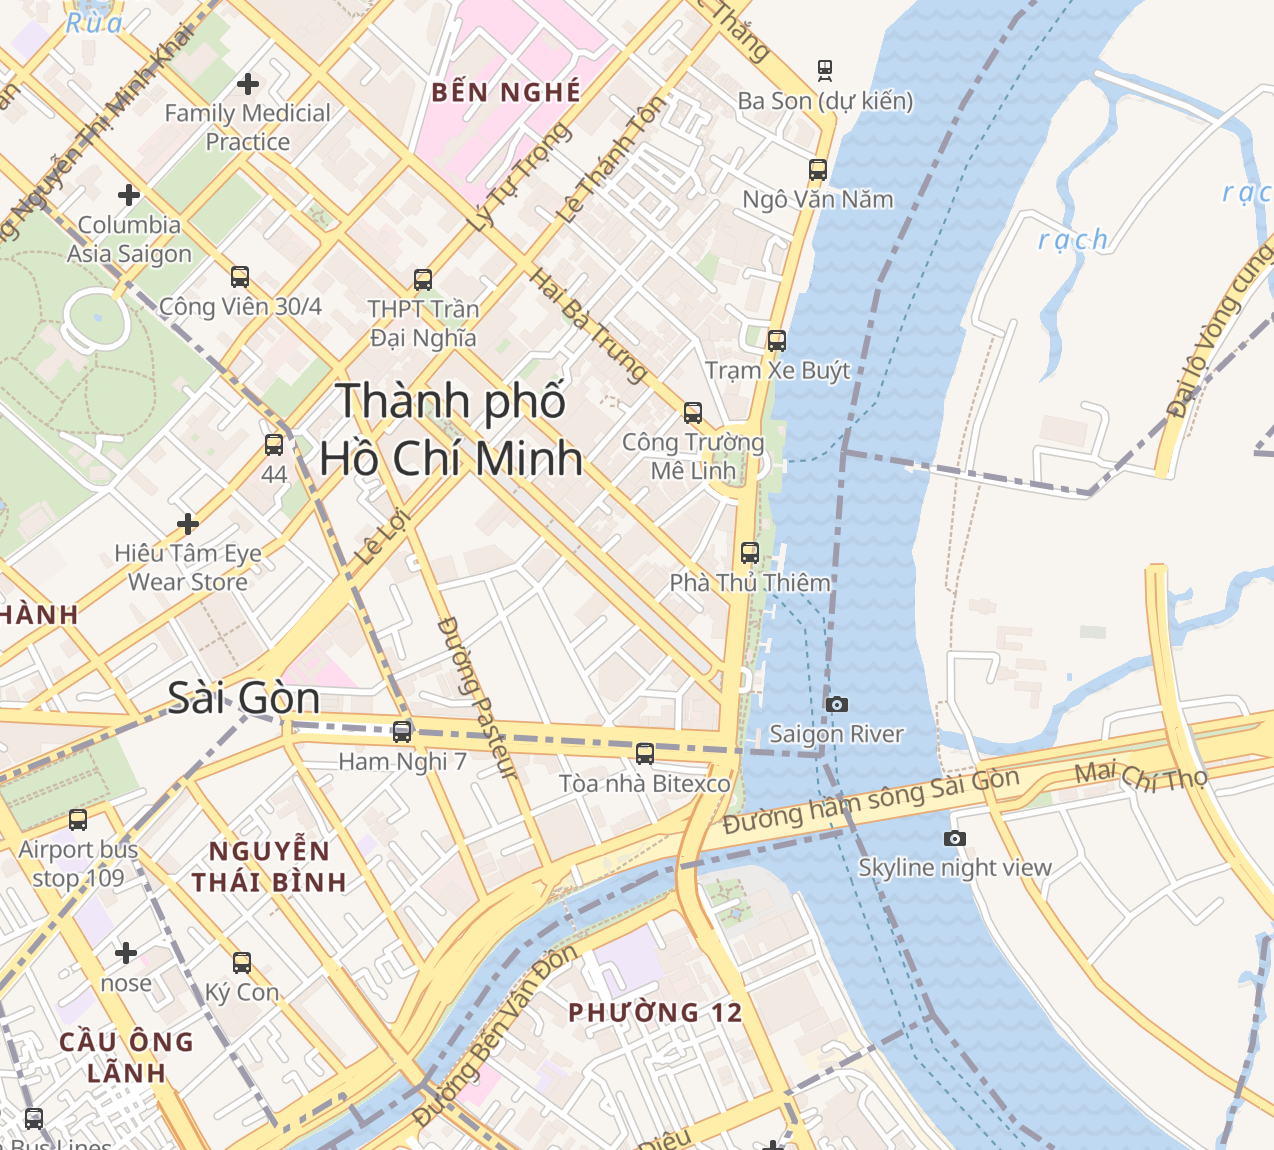 Rùa
Thắng
BẾN NGHÉ
Ba Son (dự kiến)
Family Medicial
Practice
Nguyễn Thị Minh Khai
Lý Tự Trọng
Lê Thánh Tôn
Ngô Văn Năm
rạch
Columbia
Asia Saigon
Công Viên 30/4
THPT Trần
Đại Nghĩa
Hai Bà Trưng
Đại lộ Vòng cung
Trạm Xe Buýt
Thành phố
Hồ Chí Minh
Công Trường
Mê Linh
44
Lê Lợi
Hiếu Tâm Eye
Wear Store
Phà Thủ Thiêm
HÀNH
Đường Pasteur
Sài Gòn
Saigon River
Ham Nghi 7
Tòa nhà Bitexco
Đường hầm sông Sài Gòn
Mai Chí Thọ
Airport bus
stop 109
NGUYỄN
THÁI BÌNH
Skyline night view
nose
Ký Con
Đường Bến Vân Đồn
PHƯỜNG 12
CẦU ÔNG
LÃNH
Bus Lines
Diệu